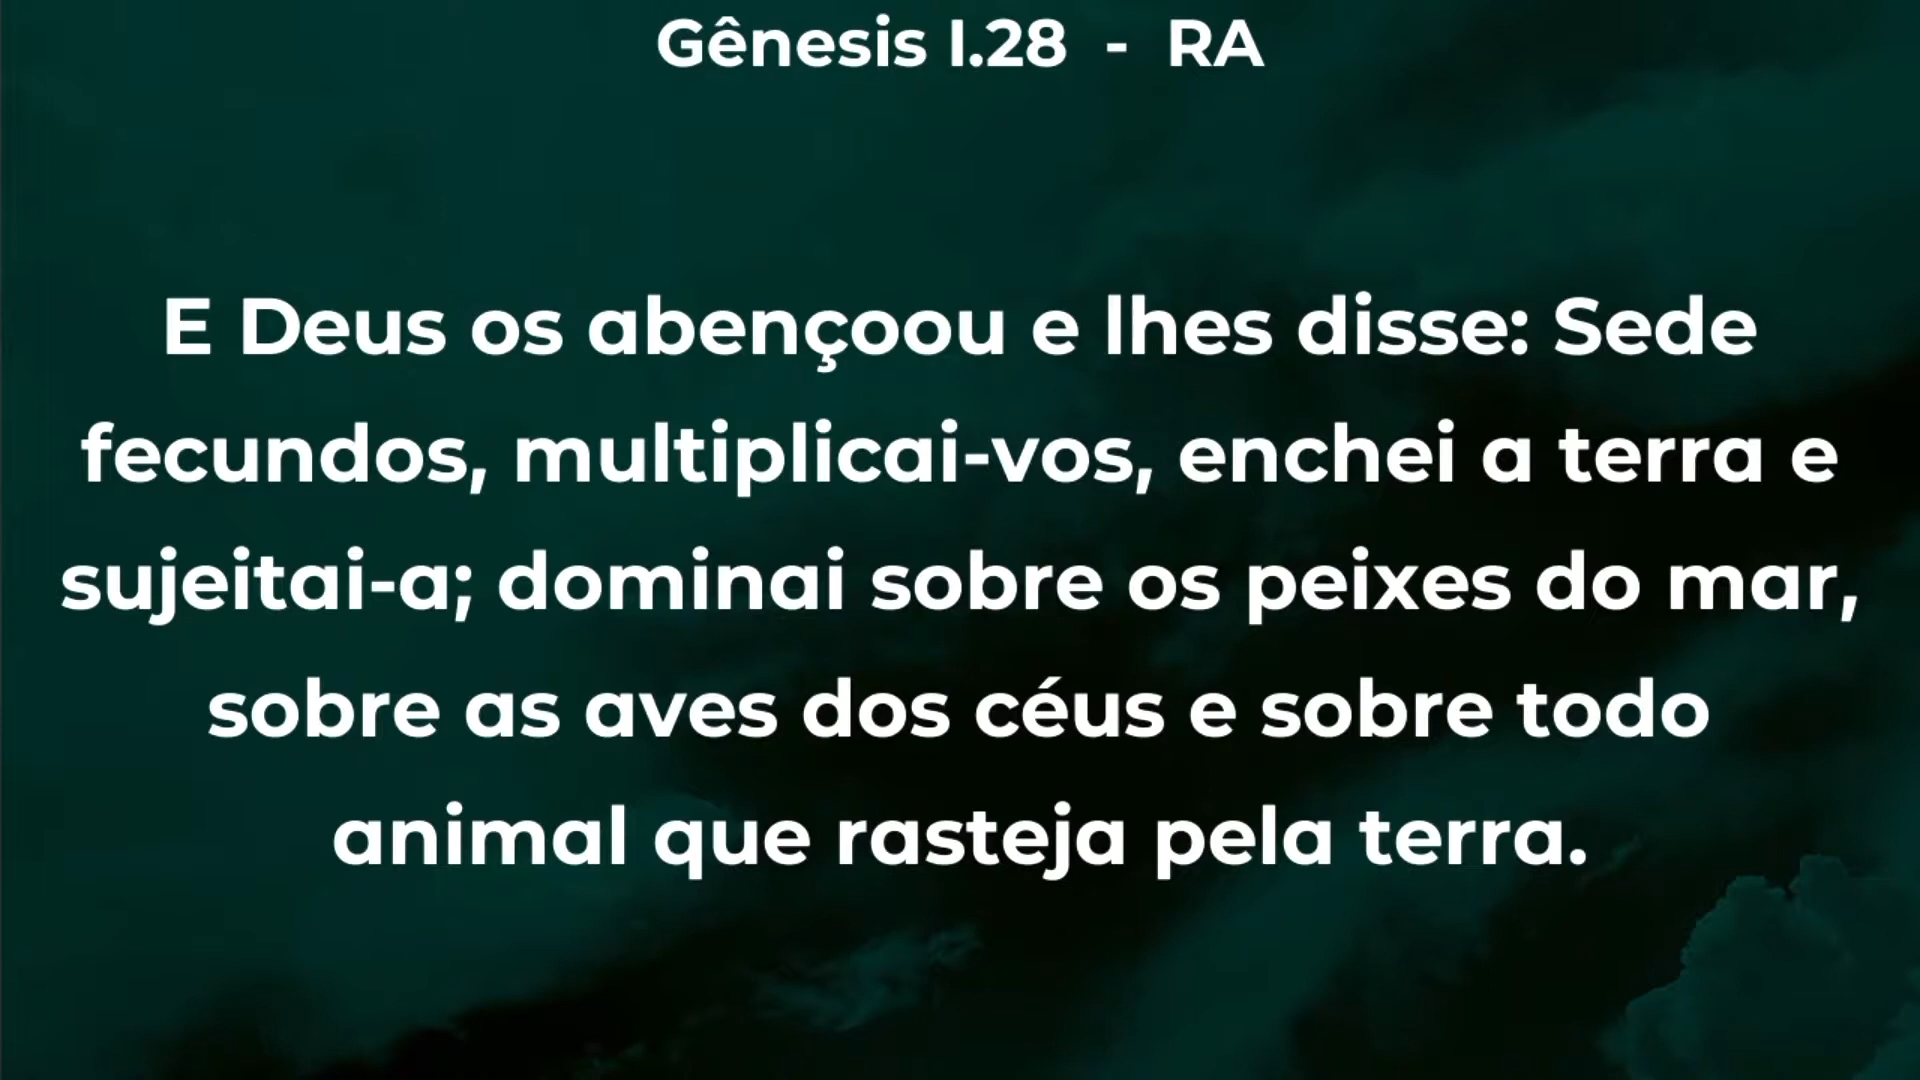 Gênesis I.28 - RA
E Deus os abençoou e lhes disse: Sede
fecundos, multiplicai-vos, enchei a terra e
sujeitai-a; dominai sobre os peixes do mar,
sobre as aves dos céus e sobre todo
animal que rasteja pela terra.